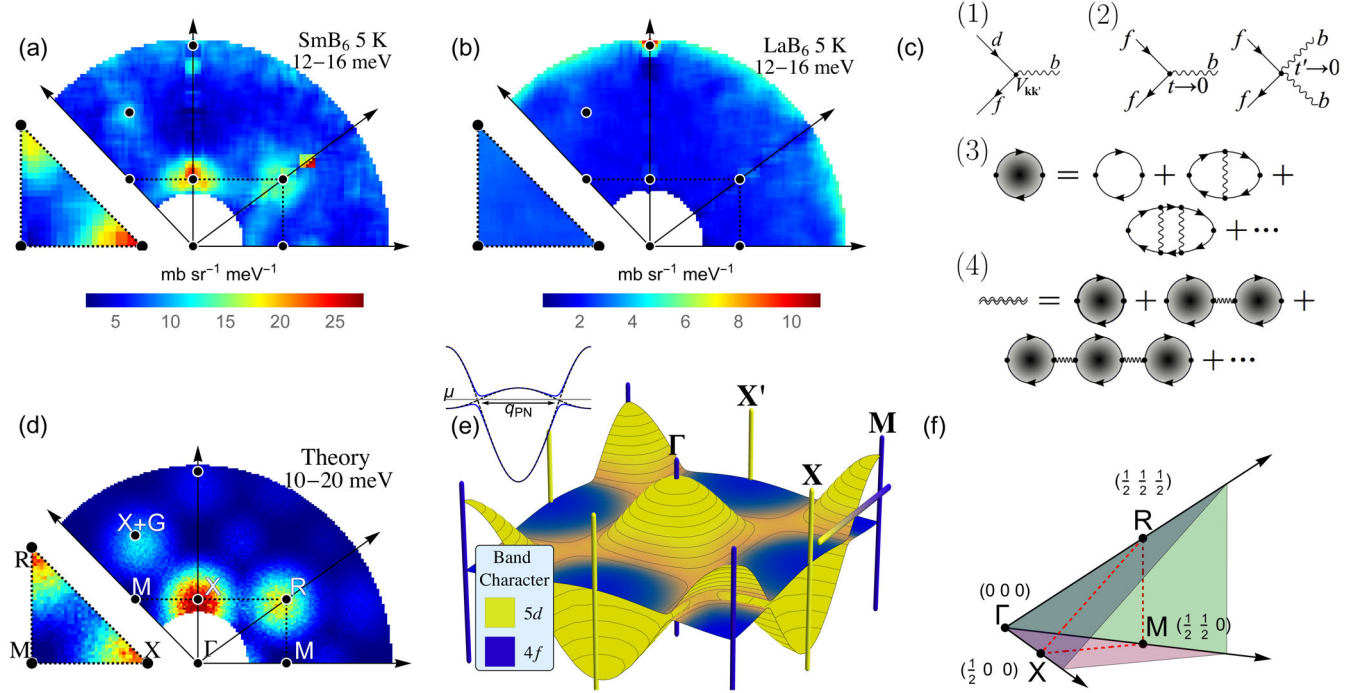 (a)
SmB₆ 5 K
12−16 meV
mb sr⁻¹ meV⁻¹
5 10 15 20 25
(b)
LaB₆ 5 K
12−16 meV
mb sr⁻¹ meV⁻¹
2 4 6 8 10
(c)
(1)
d
f
b
V_kk'
(2)
f
f
b
t→0
f
f
b
b
t'→0
(3)
= + +
+ ···
(4)
= + +
+ ···
(d)
Theory
10−20 meV
X+G
M X R
Γ M
R
M X
(e)
μ
q_PN
X'
M
Γ
X
Band
Character
5d
4f
(f)
(½ ½ ½)
R
(0 0 0)
Γ
M (½ ½ 0)
X
(½ 0 0)